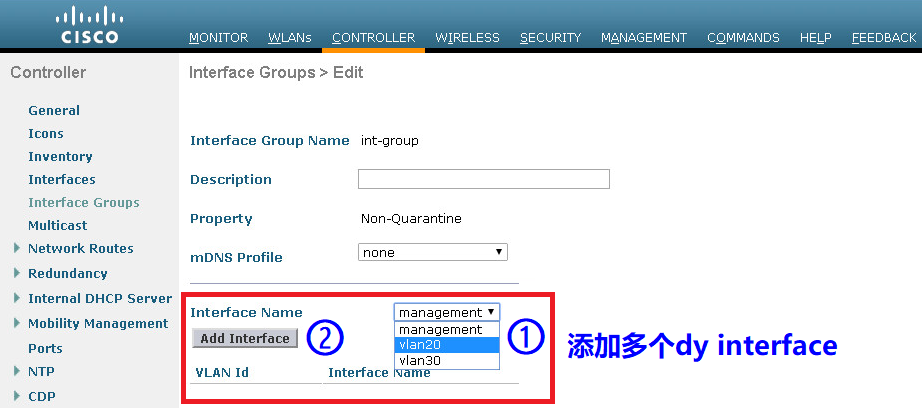 CISCO
MONITOR WLANs CONTROLLER WIRELESS SECURITY MANAGEMENT COMMANDS HELP FEEDBACK
Controller
General
Icons
Inventory
Interfaces
Interface Groups
Multicast
Network Routes
Redundancy
Internal DHCP Server
Mobility Management
Ports
NTP
CDP
Interface Groups > Edit
Interface Group Name int-group
Description
Property Non-Quarantine
mDNS Profile none
Interface Name management
management
vlan20
vlan30
①
Add Interface ②
VLAN Id Interface Name
添加多个dy interface